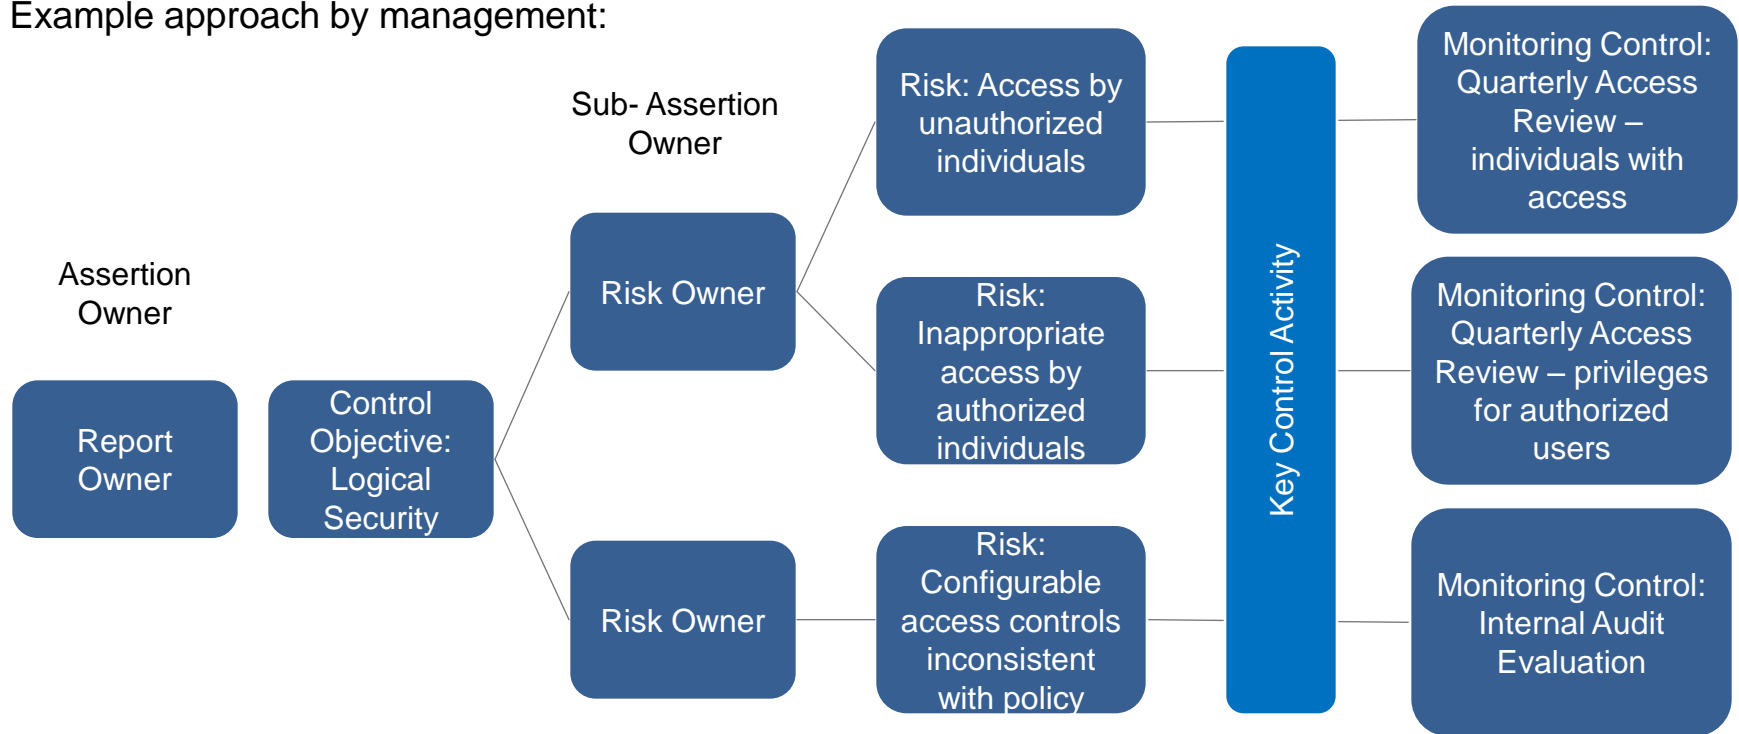 Example approach by management:
Assertion
Owner
Report
Owner
Control
Objective:
Logical
Security
Sub- Assertion
Owner
Risk Owner
Risk Owner
Risk: Access by
unauthorized
individuals
Risk:
Inappropriate
access by
authorized
individuals
Risk:
Configurable
access controls
inconsistent
with policy
Key Control Activity
Monitoring Control:
Quarterly Access
Review –
individuals with
access
Monitoring Control:
Quarterly Access
Review – privileges
for authorized
users
Monitoring Control:
Internal Audit
Evaluation